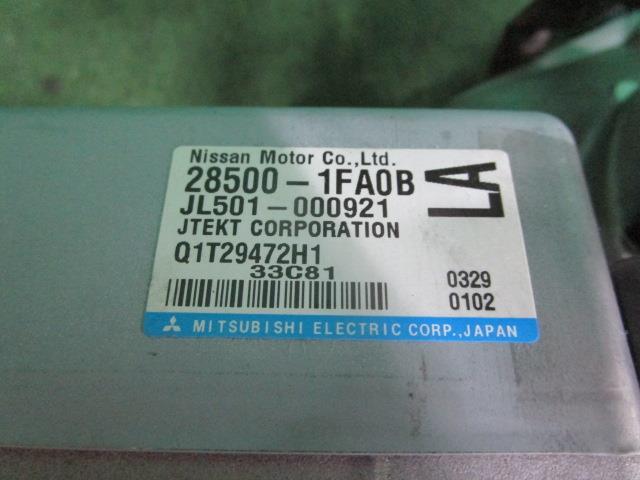 Nissan Motor Co.,Ltd.
28500-1FA0B
LA
JL501-000921
JTEKT CORPORATION
Q1T29472H1
33C81
0329
0102
MITSUBISHI ELECTRIC CORP.,JAPAN